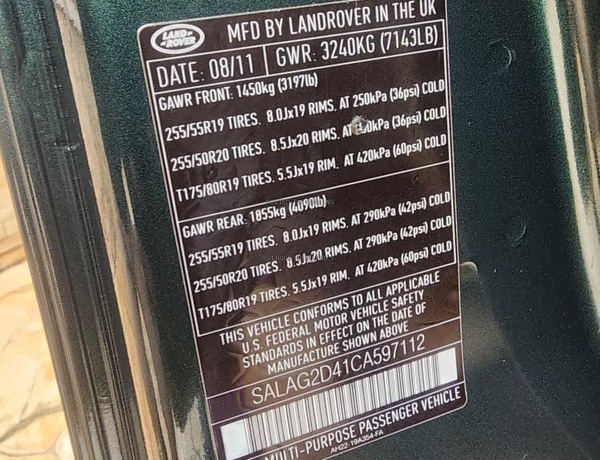 LAND-ROVER
MFD BY LANDROVER IN THE UK
DATE: 08/11 GWR: 3240KG (7143LB)
GAWR FRONT: 1450kg (3197lb)
255/55R19 TIRES. 8.0Jx19 RIMS. AT 250kPa (36psi) COLD
255/50R20 TIRES. 8.5Jx20 RIMS. AT kPa (36psi) COLD
T175/80R19 TIRES. 5.5Jx19 RIM. AT 420kPa (60psi) COLD
GAWR REAR: 1855kg (4090lb)
255/55R19 TIRES. 8.0Jx19 RIMS. AT 290kPa (42psi) COLD
255/50R20 TIRES. 8.5Jx20 RIMS. AT 290kPa (42psi) COLD
T175/80R19 TIRES. 5.5Jx19 RIM. AT 420kPa (60psi) COLD
THIS VEHICLE CONFORMS TO ALL APPLICABLE
U.S. FEDERAL MOTOR VEHICLE SAFETY
STANDARDS IN EFFECT ON THE DATE OF
MANUFACTURE SHOWN ABOVE
SALAG2D41CA597112
MULTI-PURPOSE PASSENGER VEHICLE
AH22-19A354-FA